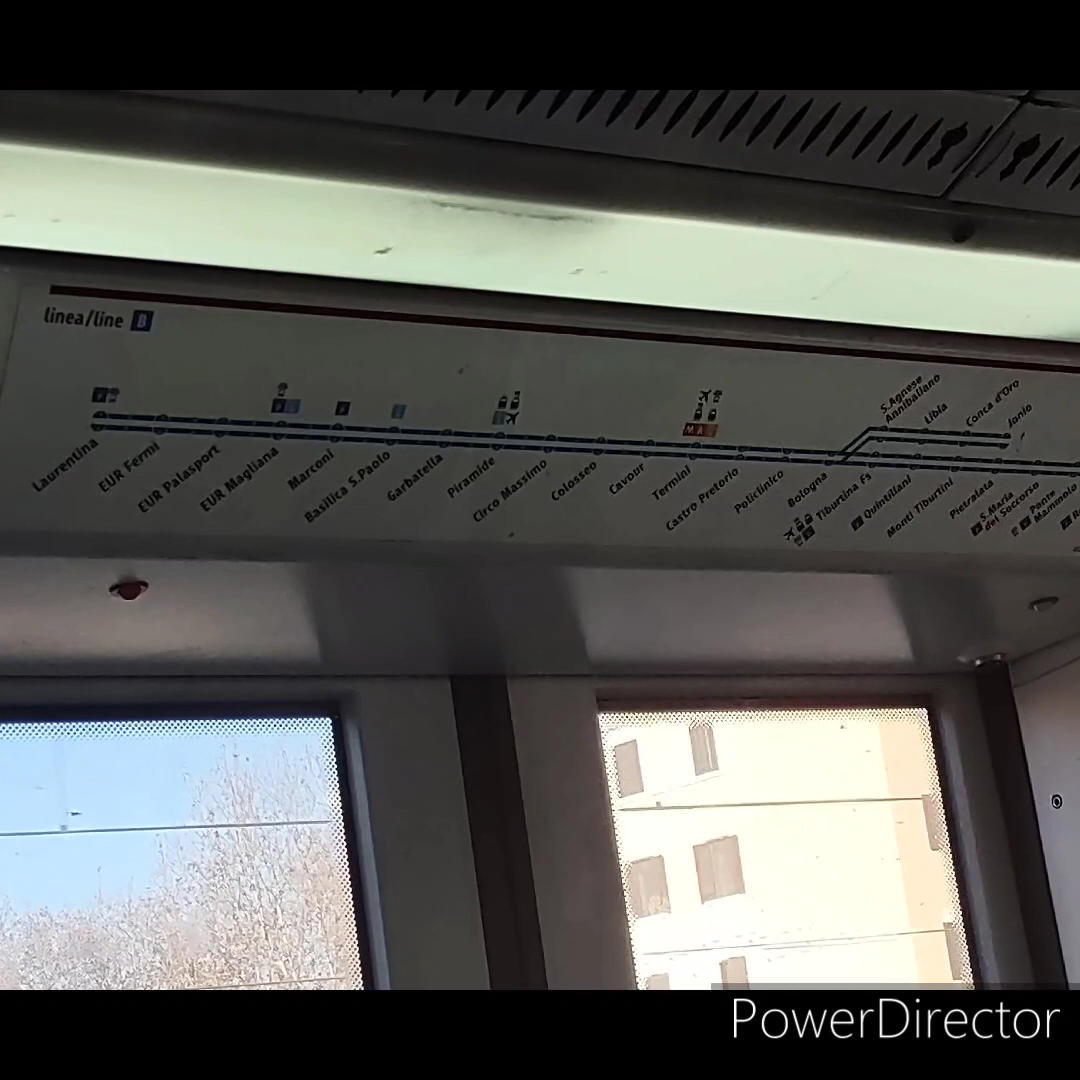 linea/line B
S.Agnese
Annibaliano
Libia
Conca d'Oro
Jonio
Laurentina
EUR Fermi
EUR Palasport
EUR Magliana
Marconi
Basilica S.Paolo
Garbatella
Piramide
Circo Massimo
Colosseo
Cavour
MA
Termini
Castro Pretorio
Policlinico
Bologna
Tiburtina Fs
Quintiliani
Monti Tiburtini
Pietralata
S.Maria
del Soccorso
Ponte
Mammolo
PowerDirector